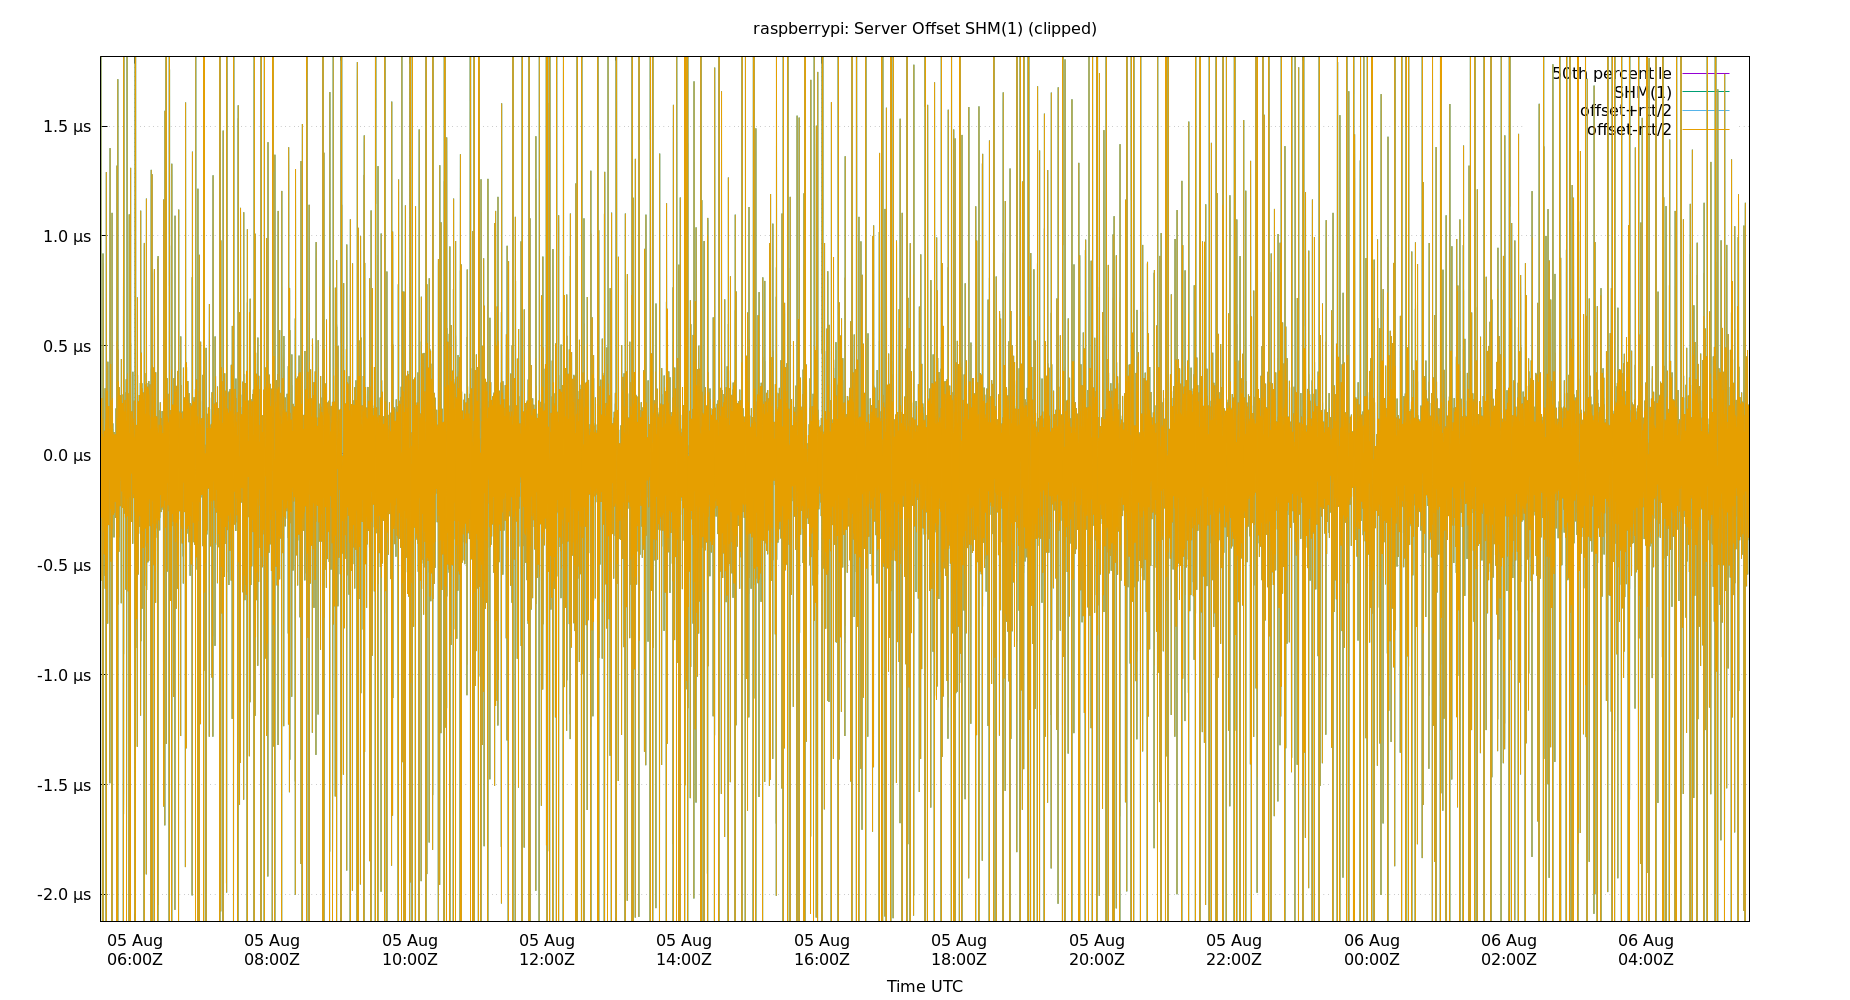 raspberrypi: Server Offset SHM(1) (clipped)
50th percentile
SHM(1)
offset+rtt/2
offset-rtt/2
1.5 µs
1.0 µs
0.5 µs
0.0 µs
-0.5 µs
-1.0 µs
-1.5 µs
-2.0 µs
05 Aug 05 Aug 05 Aug 05 Aug 05 Aug 05 Aug 05 Aug 05 Aug 05 Aug 06 Aug 06 Aug 06 Aug
06:00Z 08:00Z 10:00Z 12:00Z 14:00Z 16:00Z 18:00Z 20:00Z 22:00Z 00:00Z 02:00Z 04:00Z
Time UTC